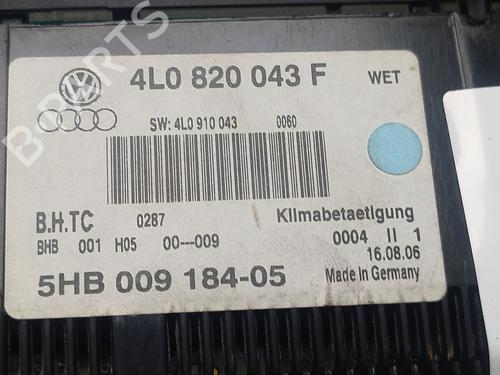 B-PARTS
4L0 820 043 F WET
SW: 4L0 910 043 0060
B.H.TC 0287 Klimabetaetigung
BHB 001 H05 00---009 0004 II 1
16.08.06
5HB 009 184-05 Made in Germany